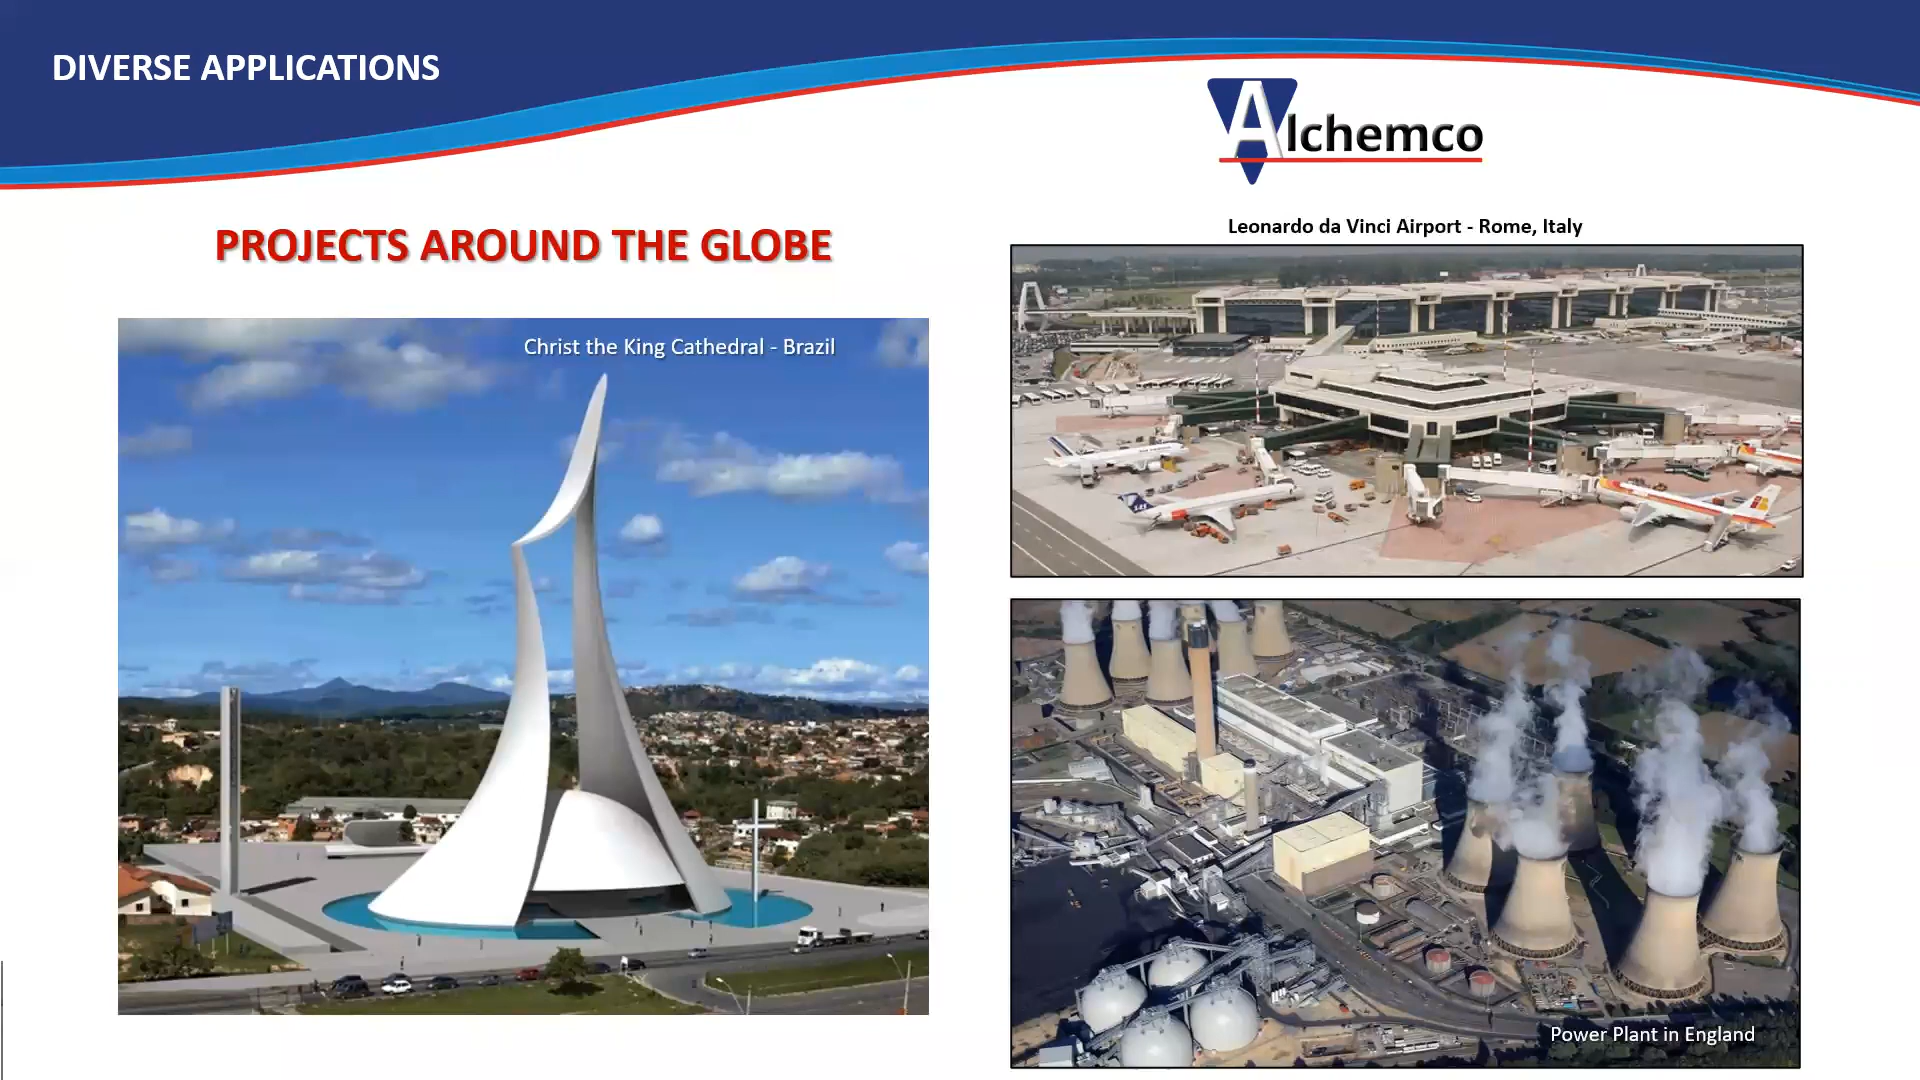 DIVERSE APPLICATIONS
Alchemco
PROJECTS AROUND THE GLOBE
Christ the King Cathedral - Brazil
Leonardo da Vinci Airport - Rome, Italy
SAS
Power Plant in England